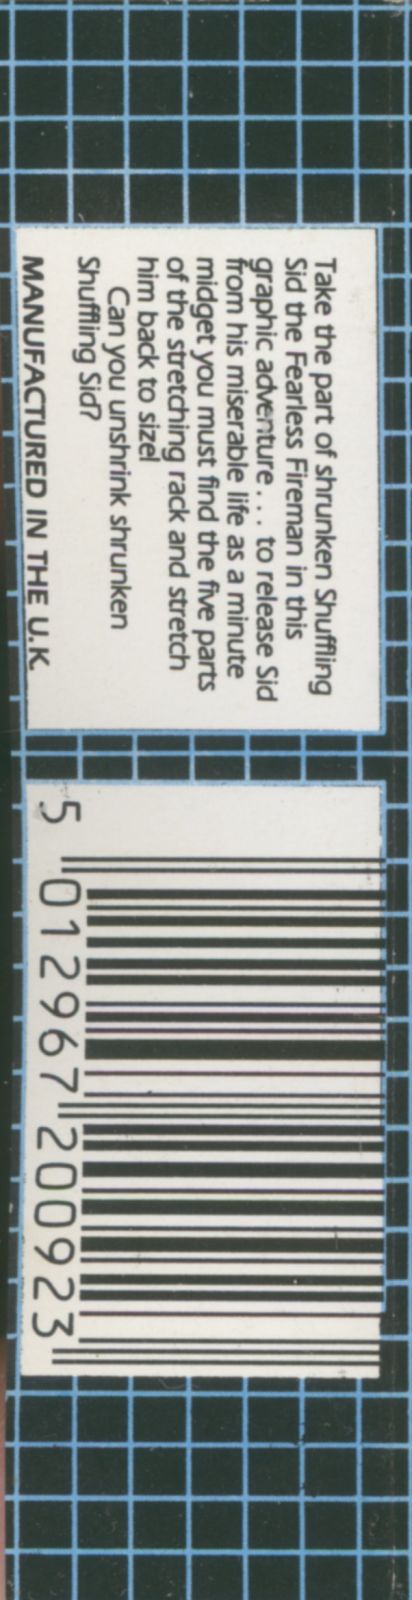 Take the part of shrunken Shuffling
Sid the Fearless Fireman in this
graphic adventure... to release Sid
from his miserable life as a minute
midget you must find the five parts
of the stretching rack and stretch
him back to size!
Can you unshrink shrunken
Shuffling Sid?
MANUFACTURED IN THE U.K.
5 012967 200923